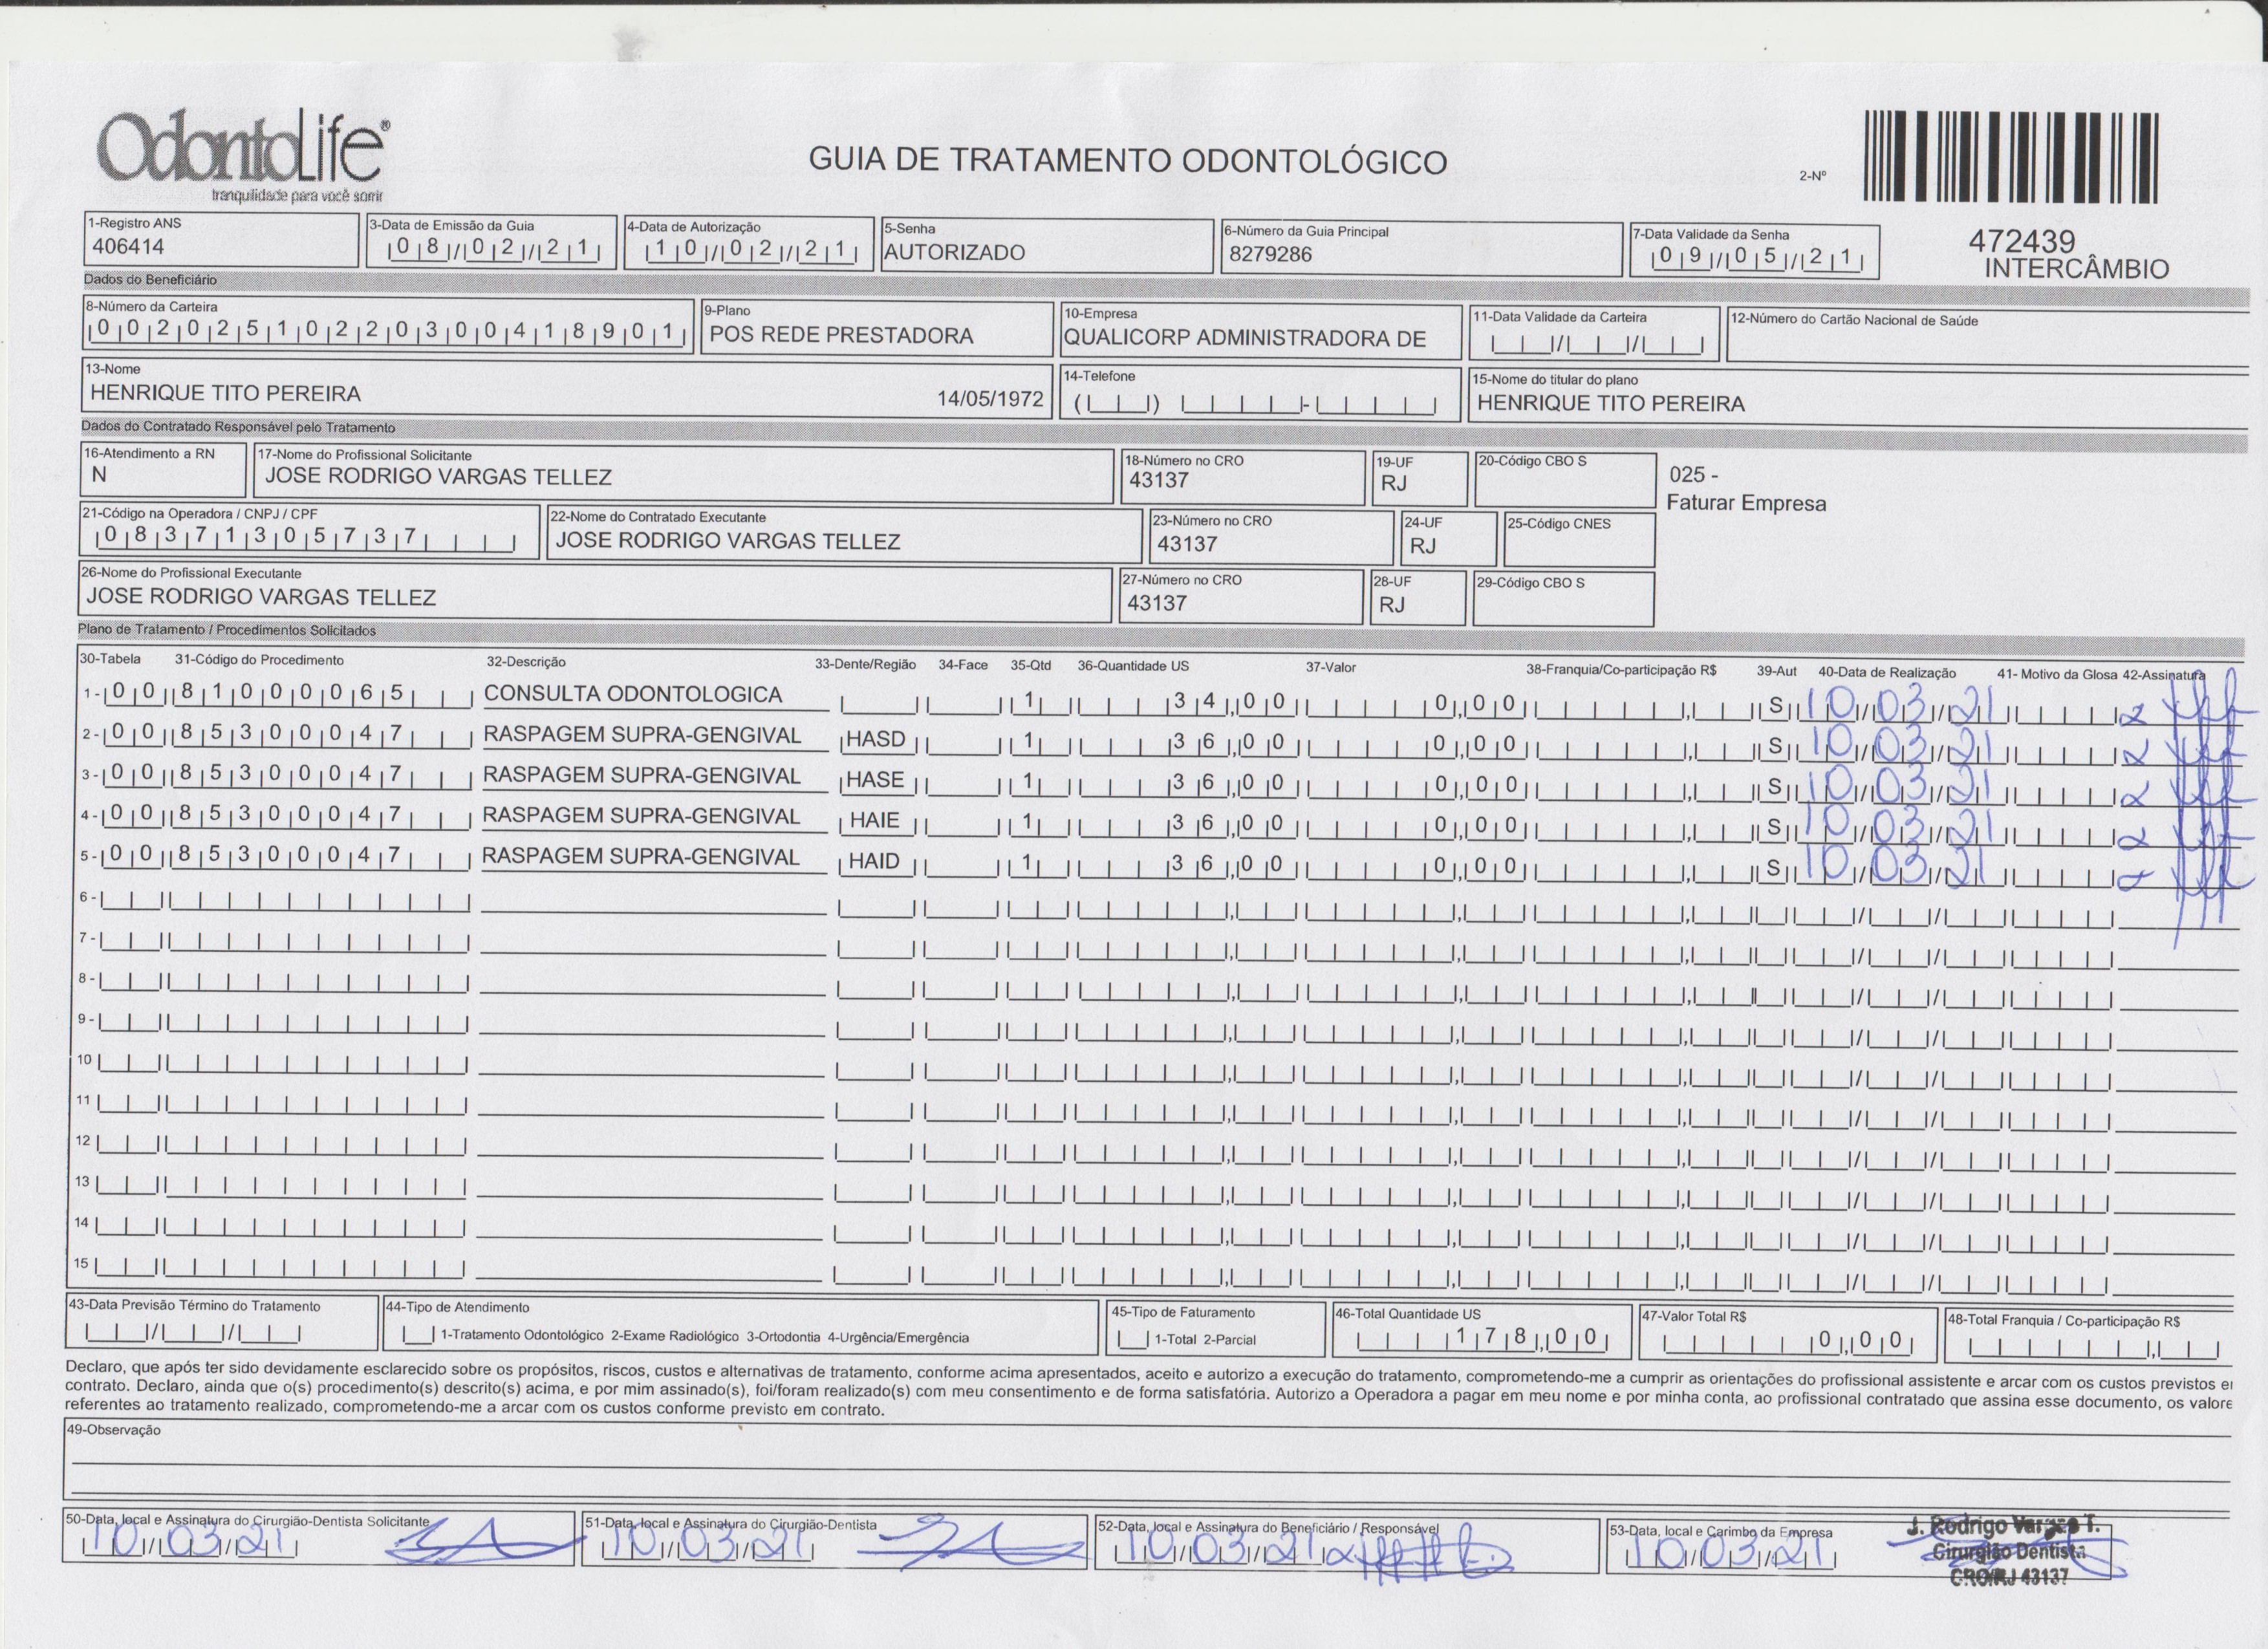 OdontoLife®
tranquilidade para você sorrir
GUIA DE TRATAMENTO ODONTOLÓGICO
2-Nº
472439
INTERCÂMBIO
1-Registro ANS
406414
3-Data de Emissão da Guia
08/02/21
4-Data de Autorização
10/02/21
5-Senha
AUTORIZADO
6-Número da Guia Principal
8279286
7-Data Validade da Senha
09/05/21
Dados do Beneficiário
8-Número da Carteira
00202510220300418901
9-Plano
POS REDE PRESTADORA
10-Empresa
QUALICORP ADMINISTRADORA DE
11-Data Validade da Carteira
12-Número do Cartão Nacional de Saúde
13-Nome
HENRIQUE TITO PEREIRA 14/05/1972
14-Telefone
15-Nome do titular do plano
HENRIQUE TITO PEREIRA
Dados do Contratado Responsável pelo Tratamento
16-Atendimento a RN
N
17-Nome do Profissional Solicitante
JOSE RODRIGO VARGAS TELLEZ
18-Número no CRO
43137
19-UF
RJ
20-Código CBO S
025 -
Faturar Empresa
21-Código na Operadora / CNPJ / CPF
08371305737
22-Nome do Contratado Executante
JOSE RODRIGO VARGAS TELLEZ
23-Número no CRO
43137
24-UF
RJ
25-Código CNES
26-Nome do Profissional Executante
JOSE RODRIGO VARGAS TELLEZ
27-Número no CRO
43137
28-UF
RJ
29-Código CBO S
Plano de Tratamento / Procedimentos Solicitados
30-Tabela 31-Código do Procedimento 32-Descrição 33-Dente/Região 34-Face 35-Qtd 36-Quantidade US 37-Valor 38-Franquia/Co-participação R$ 39-Aut 40-Data de Realização 41- Motivo da Glosa 42-Assinatura
1- 00 81000065 CONSULTA ODONTOLOGICA 1 34,00 0,00 S 10/03/21
2- 00 85300047 RASPAGEM SUPRA-GENGIVAL HASD 1 36,00 0,00 S 10/03/21
3- 00 85300047 RASPAGEM SUPRA-GENGIVAL HASE 1 36,00 0,00 S 10/03/21
4- 00 85300047 RASPAGEM SUPRA-GENGIVAL HAIE 1 36,00 0,00 S 10/03/21
5- 00 85300047 RASPAGEM SUPRA-GENGIVAL HAID 1 36,00 0,00 S 10/03/21
6-
7-
8-
9-
10
11
12
13
14
15
43-Data Previsão Término do Tratamento
44-Tipo de Atendimento
1-Tratamento Odontológico 2-Exame Radiológico 3-Ortodontia 4-Urgência/Emergência
45-Tipo de Faturamento
1-Total 2-Parcial
46-Total Quantidade US
178,00
47-Valor Total R$
0,00
48-Total Franquia / Co-participação R$
Declaro, que após ter sido devidamente esclarecido sobre os propósitos, riscos, custos e alternativas de tratamento, conforme acima apresentados, aceito e autorizo a execução do tratamento, comprometendo-me a cumprir as orientações do profissional assistente e arcar com os custos previstos
contrato. Declaro, ainda que o(s) procedimento(s) descrito(s) acima, e por mim assinado(s), foi/foram realizado(s) com meu consentimento e de forma satisfatória. Autorizo a Operadora a pagar em meu nome e por minha conta, ao profissional contratado que assina esse documento, os valore
referentes ao tratamento realizado, comprometendo-me a arcar com os custos conforme previsto em contrato.
49-Observação
50-Data, local e Assinatura do Cirurgião-Dentista Solicitante
10/03/21
51-Data, local e Assinatura do Cirurgião-Dentista
10/03/21
52-Data, local e Assinatura do Beneficiário / Responsável
10/03/21
53-Data, local e Carimbo da Empresa
10/03/21
J. Rodrigo Vargas T.
Cirurgião Dentista
CRO/RJ 43137